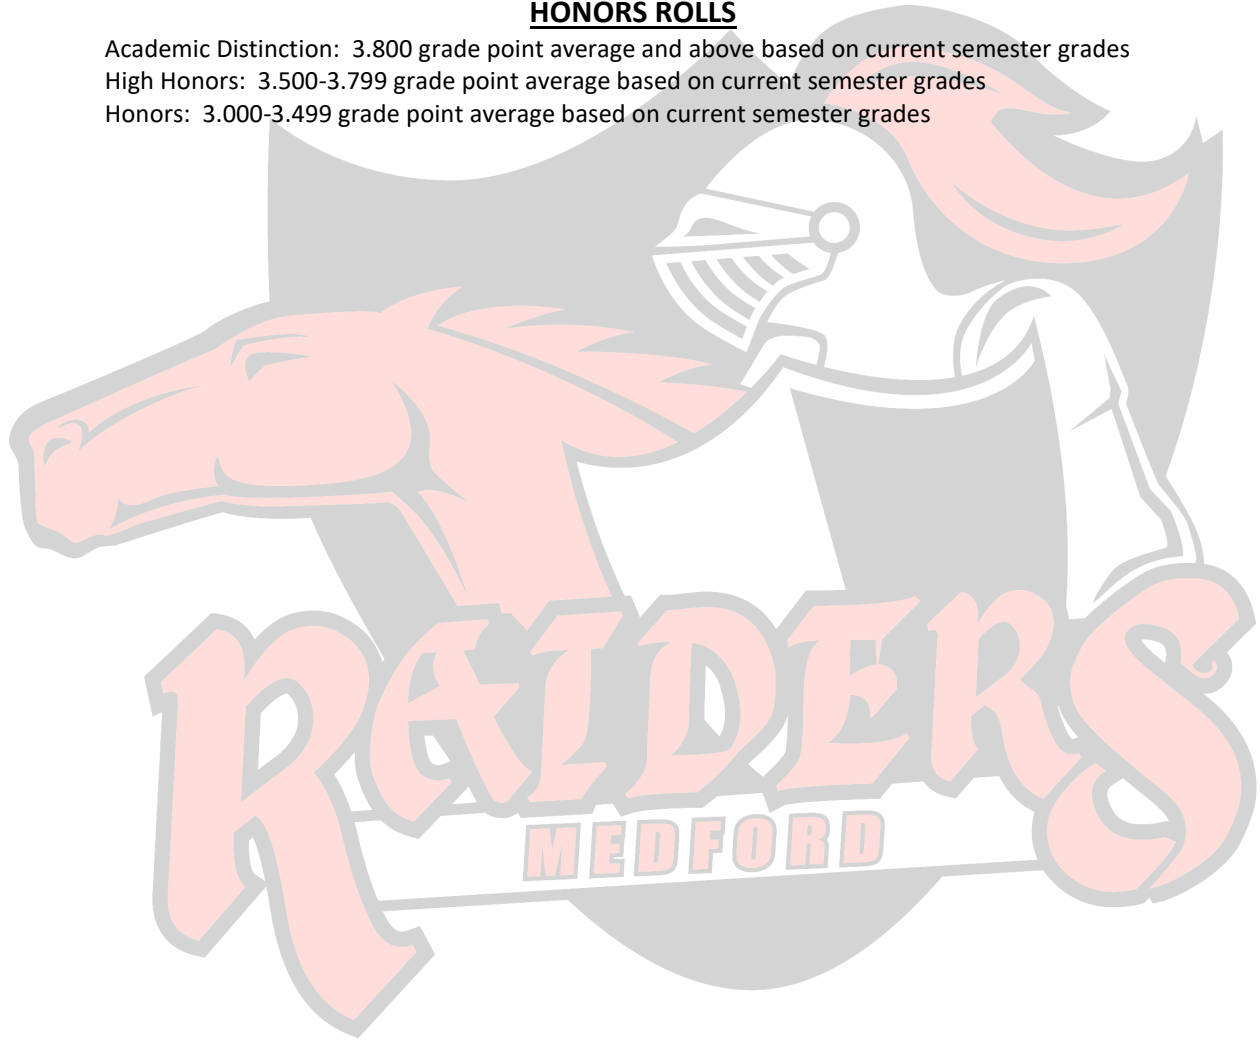 HONORS ROLLS
Academic Distinction:  3.800 grade point average and above based on current semester grades
High Honors:  3.500-3.799 grade point average based on current semester grades
Honors:  3.000-3.499 grade point average based on current semester grades
RAIDERS
MEDFORD